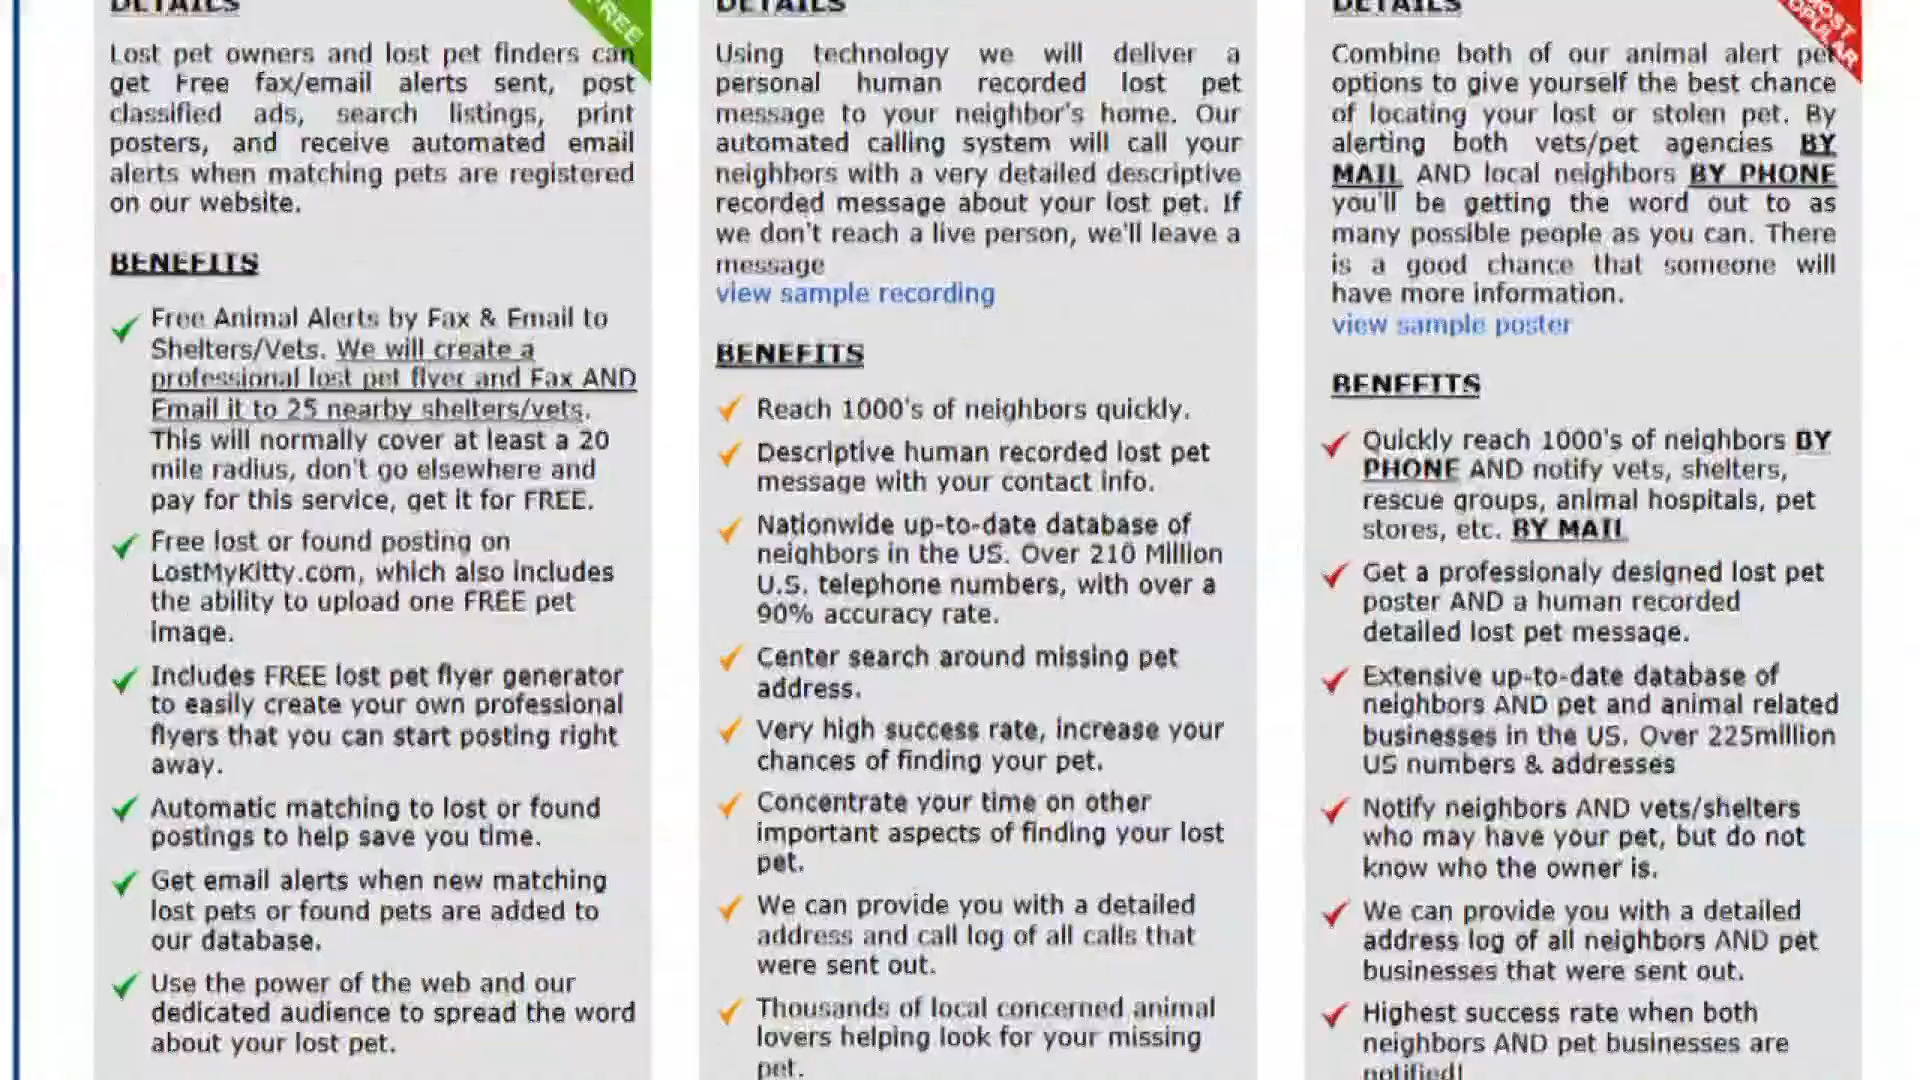 DETAILS
FREE
Lost pet owners and lost pet finders can
get Free fax/email alerts sent, post
classified ads, search listings, print
posters, and receive automated email
alerts when matching pets are registered
on our website.
BENEFITS
Free Animal Alerts by Fax & Email to
Shelters/Vets. We will create a
professional lost pet flyer and Fax AND
Email it to 25 nearby shelters/vets.
This will normally cover at least a 20
mile radius, don't go elsewhere and
pay for this service, get it for FREE.
Free lost or found posting on
LostMyKitty.com, which also includes
the ability to upload one FREE pet
image.
Includes FREE lost pet flyer generator
to easily create your own professional
flyers that you can start posting right
away.
Automatic matching to lost or found
postings to help save you time.
Get email alerts when new matching
lost pets or found pets are added to
our database.
Use the power of the web and our
dedicated audience to spread the word
about your lost pet.
DETAILS
Using technology we will deliver a
personal human recorded lost pet
message to your neighbor's home. Our
automated calling system will call your
neighbors with a very detailed descriptive
recorded message about your lost pet. If
we don't reach a live person, we'll leave a
message
view sample recording
BENEFITS
Reach 1000's of neighbors quickly.
Descriptive human recorded lost pet
message with your contact info.
Nationwide up-to-date database of
neighbors in the US. Over 210 Million
U.S. telephone numbers, with over a
90% accuracy rate.
Center search around missing pet
address.
Very high success rate, increase your
chances of finding your pet.
Concentrate your time on other
important aspects of finding your lost
pet.
We can provide you with a detailed
address and call log of all calls that
were sent out.
Thousands of local concerned animal
lovers helping look for your missing
pet.
DETAILS
MOST
POPULAR
Combine both of our animal alert pet
options to give yourself the best chance
of locating your lost or stolen pet. By
alerting both vets/pet agencies BY
MAIL AND local neighbors BY PHONE
you'll be getting the word out to as
many possible people as you can. There
is a good chance that someone will
have more information.
view sample poster
BENEFITS
Quickly reach 1000's of neighbors BY
PHONE AND notify vets, shelters,
rescue groups, animal hospitals, pet
stores, etc. BY MAIL
Get a professionaly designed lost pet
poster AND a human recorded
detailed lost pet message.
Extensive up-to-date database of
neighbors AND pet and animal related
businesses in the US. Over 225million
US numbers & addresses
Notify neighbors AND vets/shelters
who may have your pet, but do not
know who the owner is.
We can provide you with a detailed
address log of all neighbors AND pet
businesses that were sent out.
Highest success rate when both
neighbors AND pet businesses are
notified!